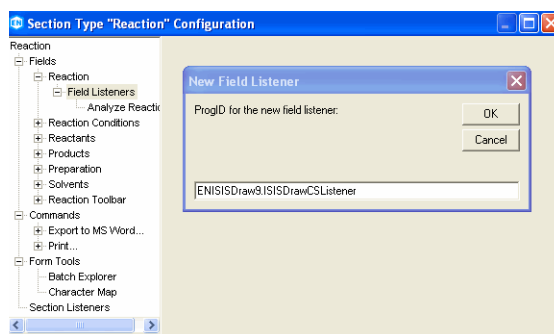 Section Type "Reaction" Configuration
Reaction
Fields
Reaction
Field Listeners
Analyze Reactio
Reaction Conditions
Reactants
Products
Preparation
Solvents
Reaction Toolbar
Commands
Export to MS Word...
Print...
Form Tools
Batch Explorer
Character Map
Section Listeners
New Field Listener
ProgID for the new field listener:
OK
Cancel
ENISISDraw9.ISISDrawCSListener